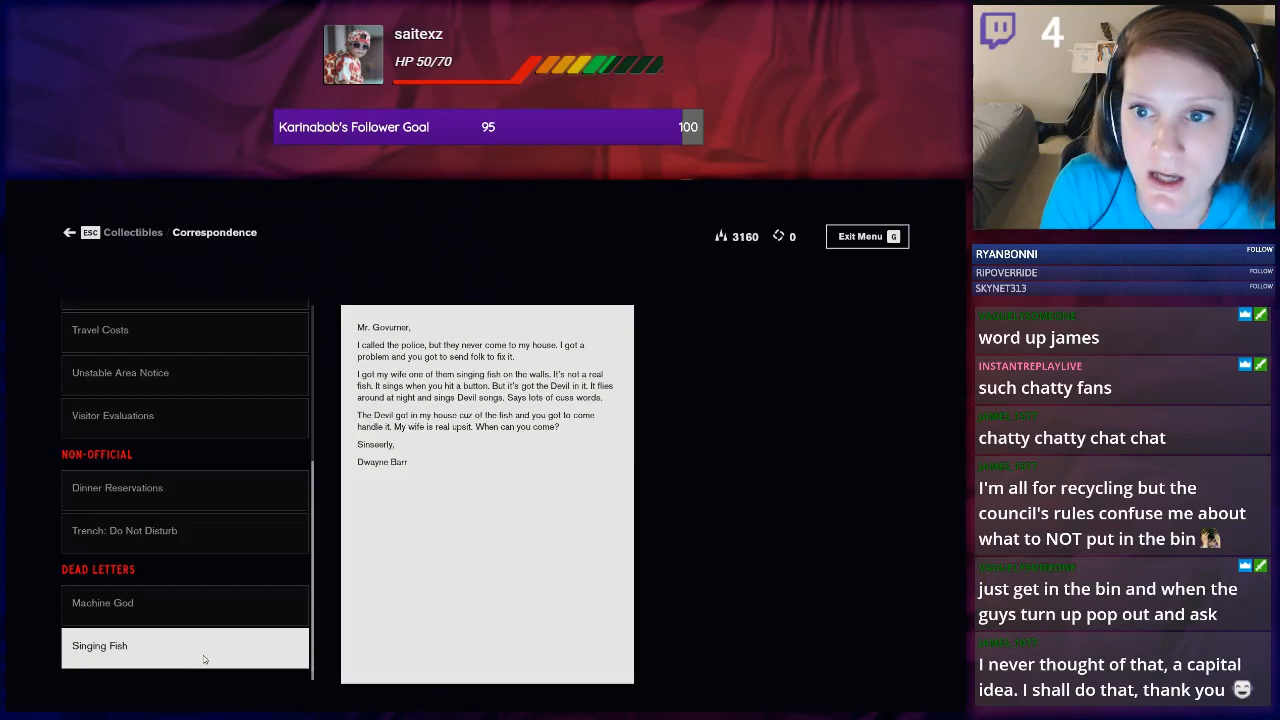 saitexz
HP 50/70
Karinabob's Follower Goal 95 100
4
ESC Collectibles / Correspondence
3160 0 Exit Menu G
Travel Costs
Unstable Area Notice
Visitor Evaluations
NON-OFFICIAL
Dinner Reservations
Trench: Do Not Disturb
DEAD LETTERS
Machine God
Singing Fish
Mr. Govurner,
I called the police, but they never come to my house. I got a
problem and you got to send folk to fix it.
I got my wife one of them singing fish on the walls. It's not a real
fish. It sings when you hit a button. But it's got the Devil in it. It flies
around at night and sings Devil songs. Says lots of cuss words.
The Devil got in my house cuz of the fish and you got to come
handle it. My wife is real upsit. When can you come?
Sinseerly,
Dwayne Barr
RYANBONNI FOLLOW
RIPOVERRIDE FOLLOW
SKYNET313 FOLLOW
VAGUELYSOMEONE
word up james
INSTANTREPLAYLIVE
such chatty fans
JAMES_1977
chatty chatty chat chat
JAMES_1977
I'm all for recycling but the
council's rules confuse me about
what to NOT put in the bin
VAGUELYSOMEONE
just get in the bin and when the
guys turn up pop out and ask
JAMES_1977
I never thought of that, a capital
idea. I shall do that, thank you